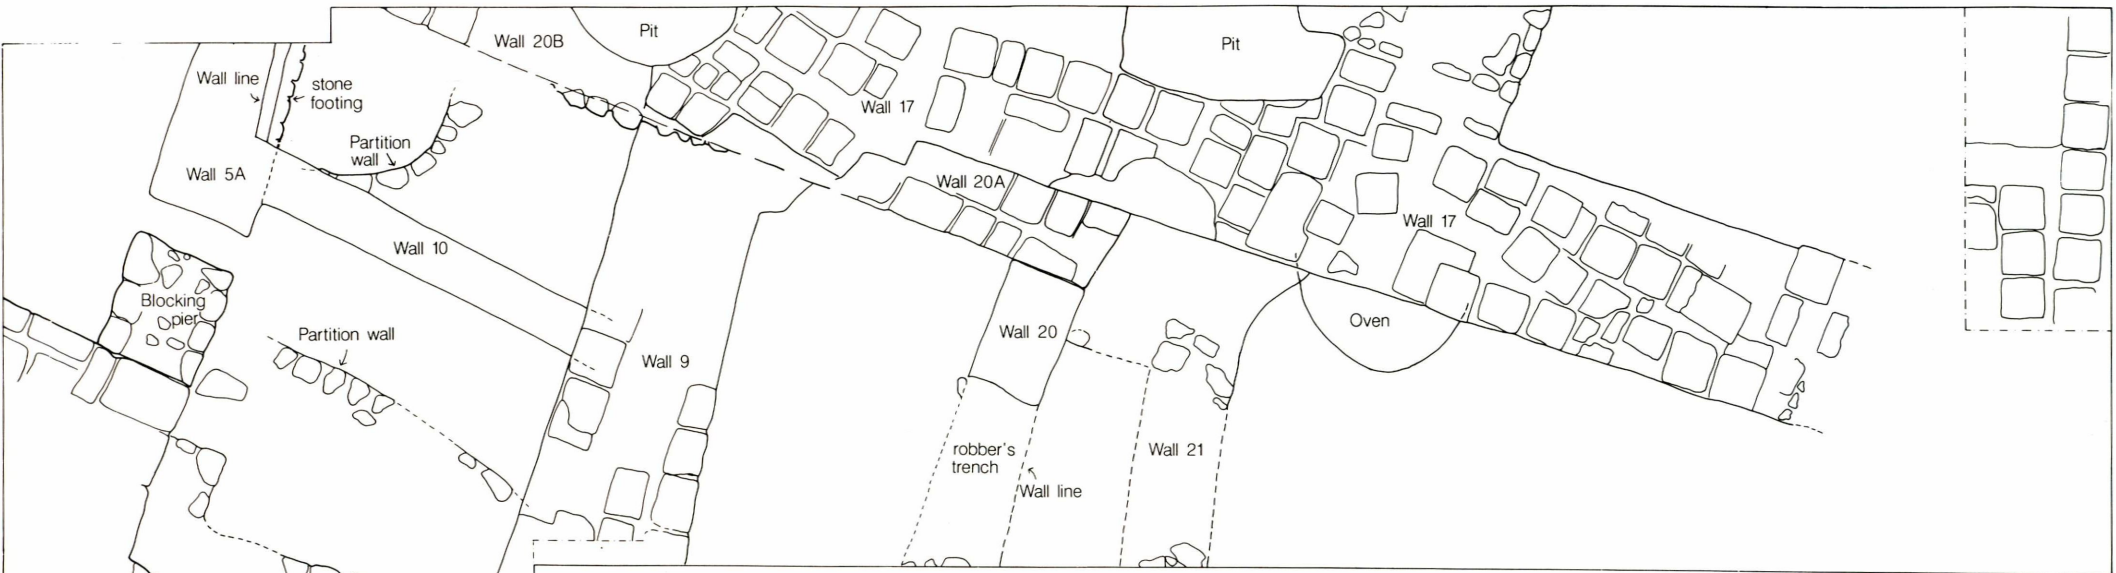 Pit
Wall 20B
Pit
Wall line
stone
footing
Wall 17
Partition
wall
Wall 5A
Wall 20A
Wall 17
Wall 10
Blocking
pier
Oven
Partition wall
Wall 20
Wall 9
robber's
trench
Wall 21
Wall line